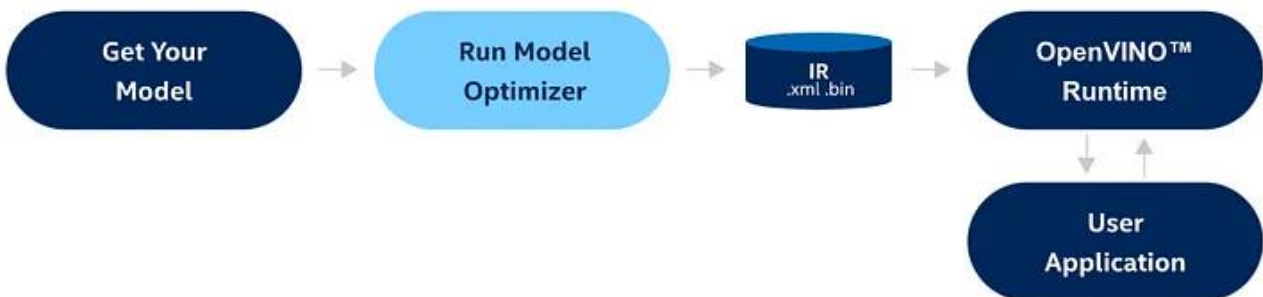 Get Your
Model
Run Model
Optimizer
IR
.xml .bin
OpenVINO™
Runtime
User
Application